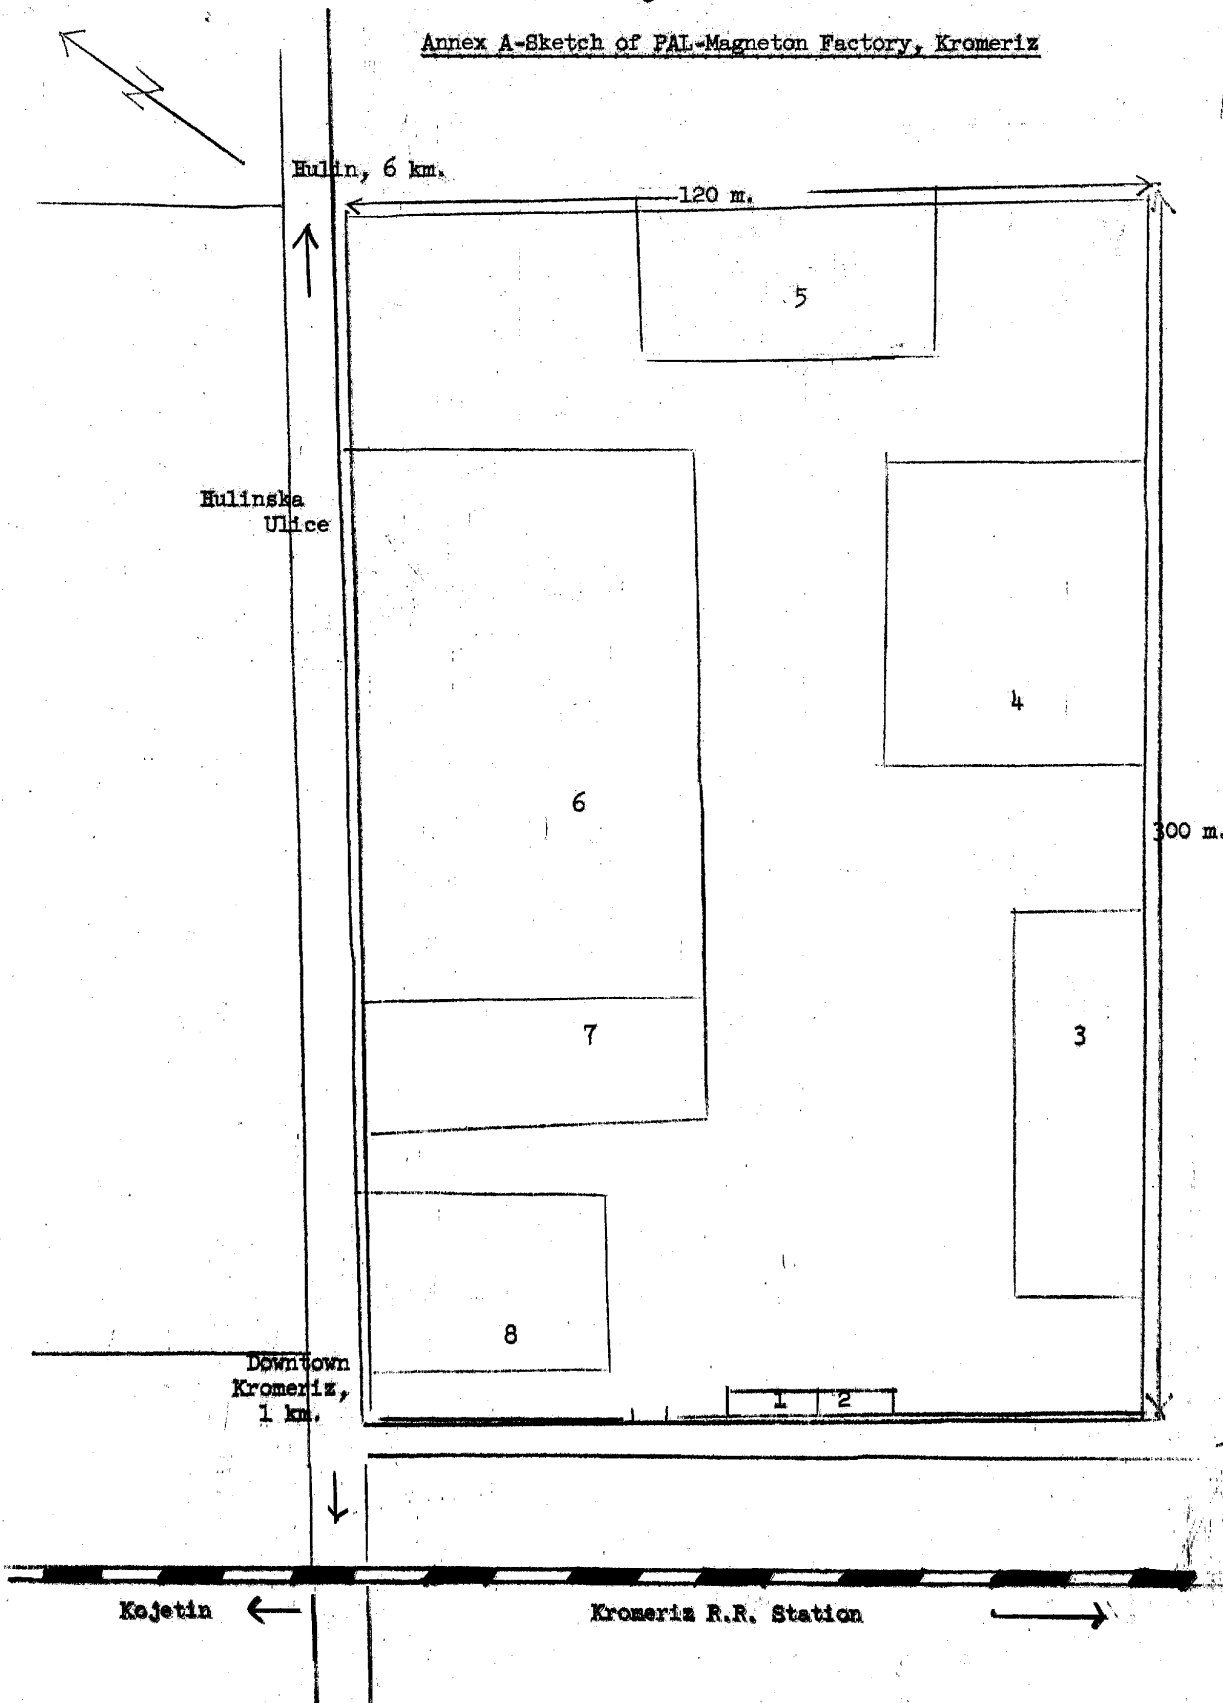 Annex A-Sketch of PAL-Magneton Factory, Kromeriz
N
Hulin, 6 km.
120 m.
5
Hulinska
Ulice
4
6
300 m.
7
3
8
Downtown
Kromeriz,
1 km.
1 2
Kojetin
Kromeriz R.R. Station